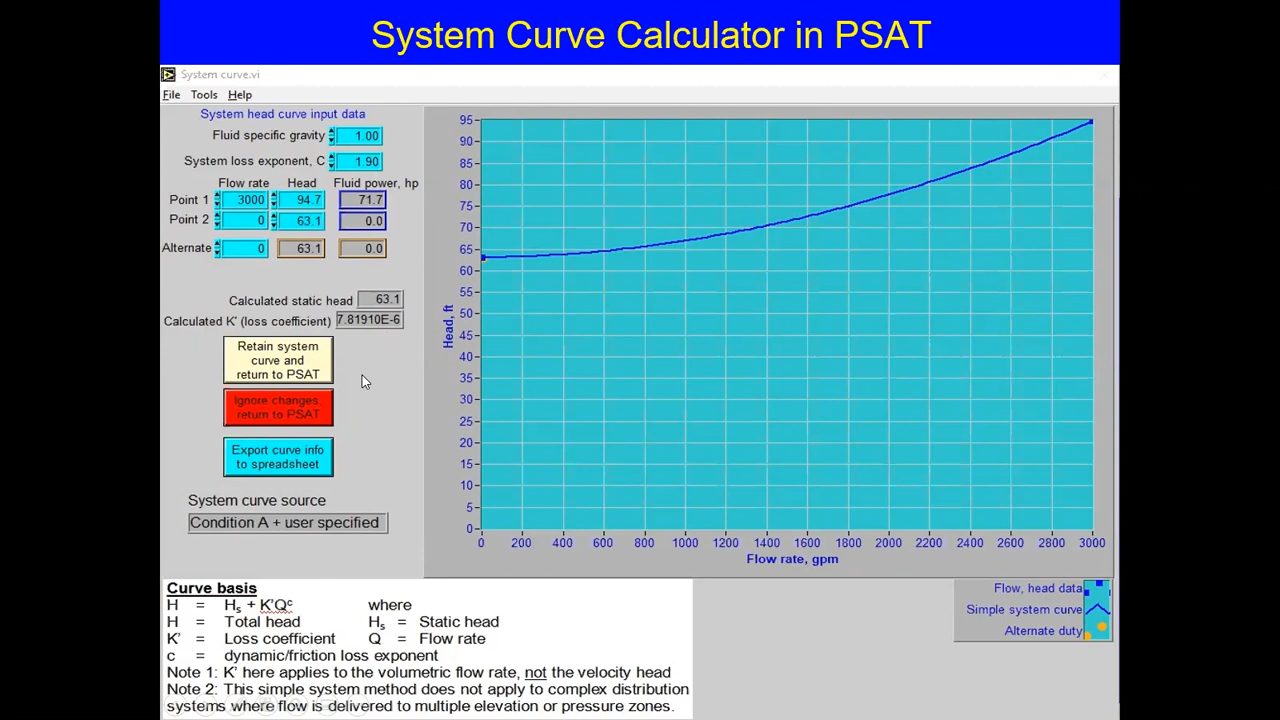 System Curve Calculator in PSAT
System curve.vi
File Tools Help
System head curve input data
Fluid specific gravity 1.00
System loss exponent, C 1.90
Flow rate Head Fluid power, hp
Point 1 3000 94.7 71.7
Point 2 0 63.1 0.0
Alternate 0 63.1 0.0
Calculated static head 63.1
Calculated K' (loss coefficient) 7.81910E-6
Retain system
curve and
return to PSAT
Ignore changes,
return to PSAT
Export curve info
to spreadsheet
System curve source
Condition A + user specified
95
90
85
80
75
70
65
60
55
50
45
40
35
30
25
20
15
10
5
0
Head, ft
0 200 400 600 800 1000 1200 1400 1600 1800 2000 2200 2400 2600 2800 3000
Flow rate, gpm
Flow, head data
Simple system curve
Alternate duty
Curve basis
H = Hs + K'Qc where
H = Total head Hs = Static head
K' = Loss coefficient Q = Flow rate
c = dynamic/friction loss exponent
Note 1: K' here applies to the volumetric flow rate, not the velocity head
Note 2: This simple system method does not apply to complex distribution
systems where flow is delivered to multiple elevation or pressure zones.